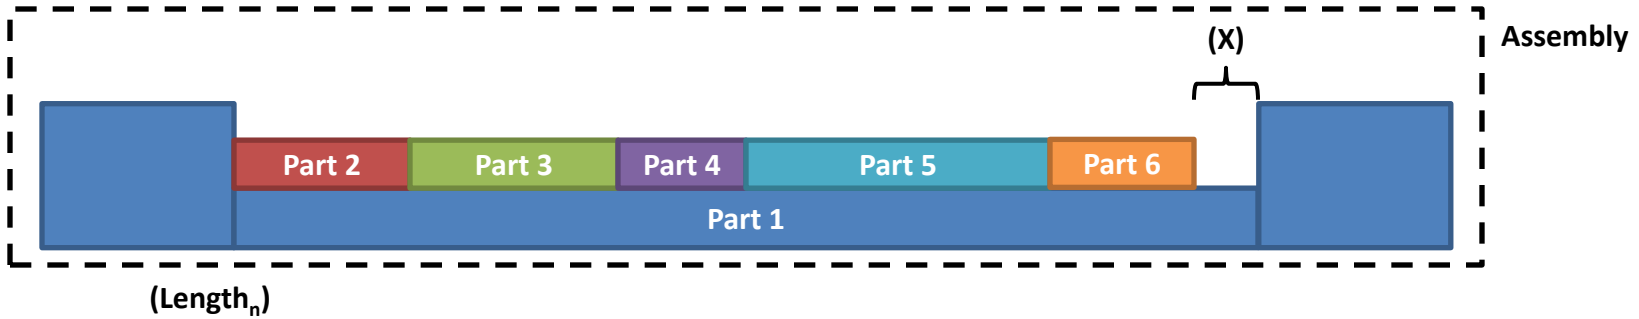 (X)
Assembly
Part 2
Part 3
Part 4
Part 5
Part 6
Part 1
(Lengthₙ)